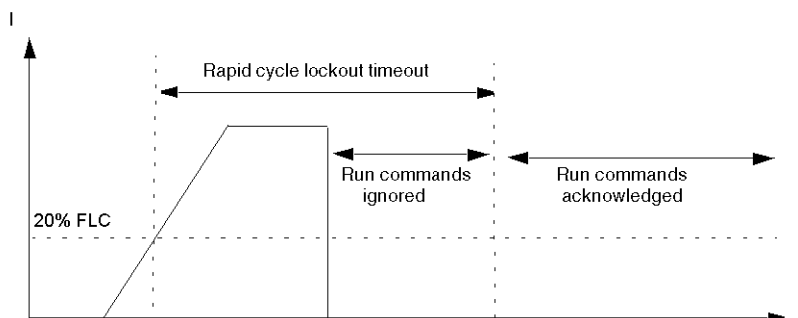 I
Rapid cycle lockout timeout
Run commands
ignored
Run commands
acknowledged
20% FLC